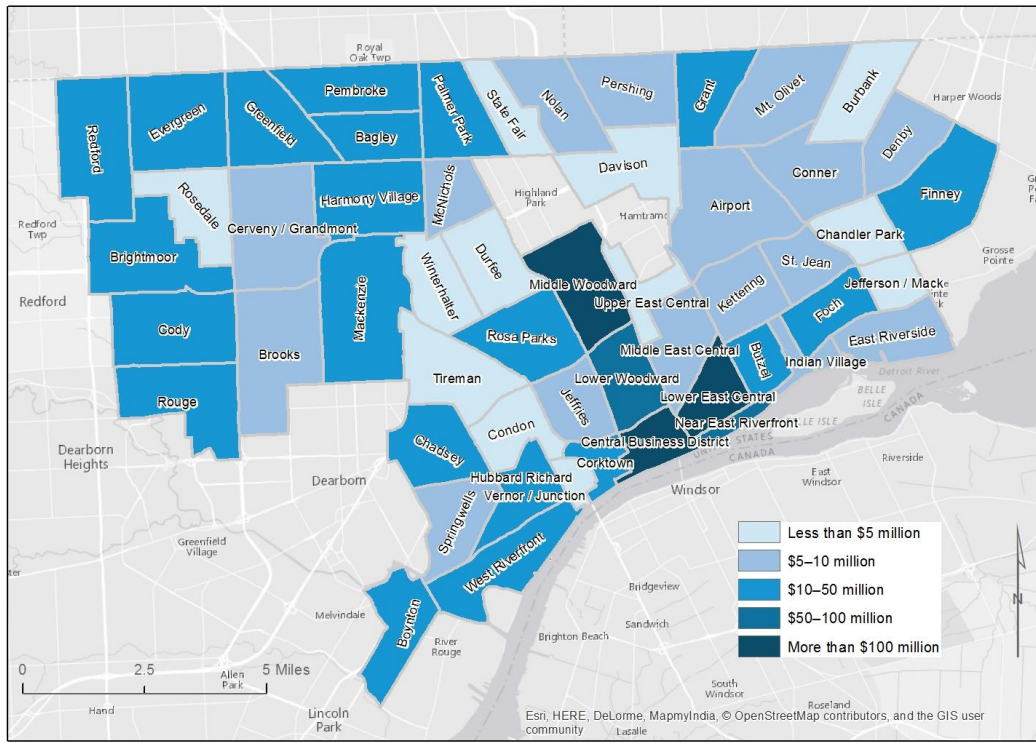 Royal
Oak Twp
Pembroke
Palmer Park
State Fair
Nolan
Pershing
Grant
Mt. Olivet
Burbank
Harper Woods
Redford
Evergreen
Greenfield
Bagley
Denby
Davison
Conner
Finney
Rosedale
Harmony Village
McNichols
Highland
Park
Airport
Redford
Twp
Cerveny / Grandmont
Hamtramc
Chandler Park
Grosse
Pointe
Brightmoor
Winterhalter
Durfee
Middle Woodward
St. Jean
Jefferson / Mack
Redford
Mackenzie
Upper East Central
Kettering
Foch
Cody
Rosa Parks
East Riverside
Brooks
Middle East Central
Butzel
Indian Village
Detroit River
Tireman
Lower Woodward
BELLE
ISLE
Rouge
Jeffries
Lower East Central
CANADA
Near East Riverfront
Condon
Central Business District
Dearborn
Heights
Chadsey
Corktown
CANADA
Riverside
Dearborn
Hubbard Richard
East
Windsor
Vernor / Junction
Windsor
Springwells
Greenfield
Village
West Riverfront
Less than $5 million
$5–10 million
$10–50 million
$50–100 million
More than $100 million
N
Bridgeview
Melvindale
Boynton
Sandwich
River
Rouge
Brighton Beach
0 2.5 5 Miles
Allen
Park
South
Windsor
Hand
Lincoln
Park
Roseland
Lasalle
Esri, HERE, DeLorme, MapmyIndia, © OpenStreetMap contributors, and the GIS user
community